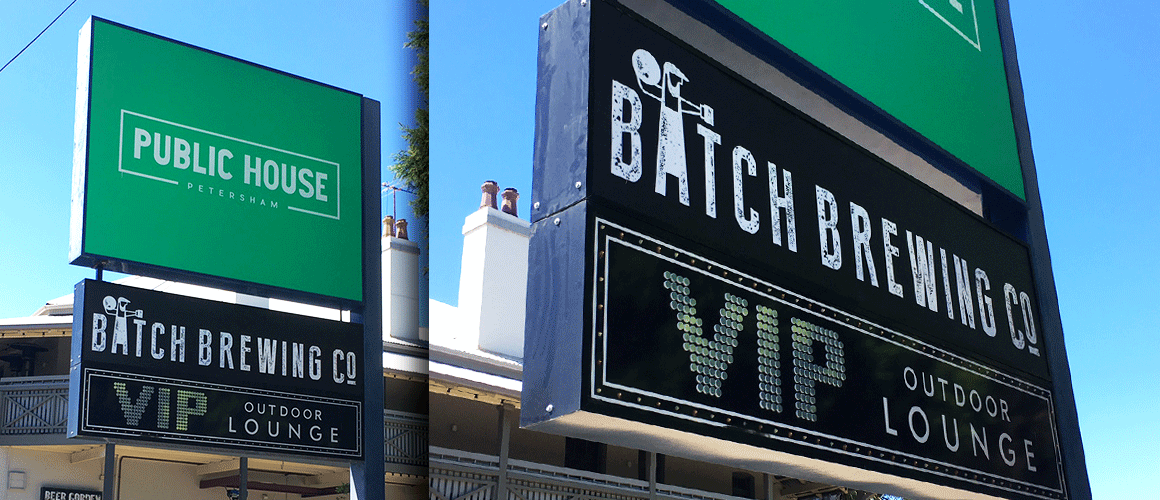 PUBLIC HOUSE
PETERSHAM
BATCH BREWING CO
VIP OUTDOOR
LOUNGE
BEER GARDEN
BATCH BREWING CO
VIP OUTDOOR
LOUNGE